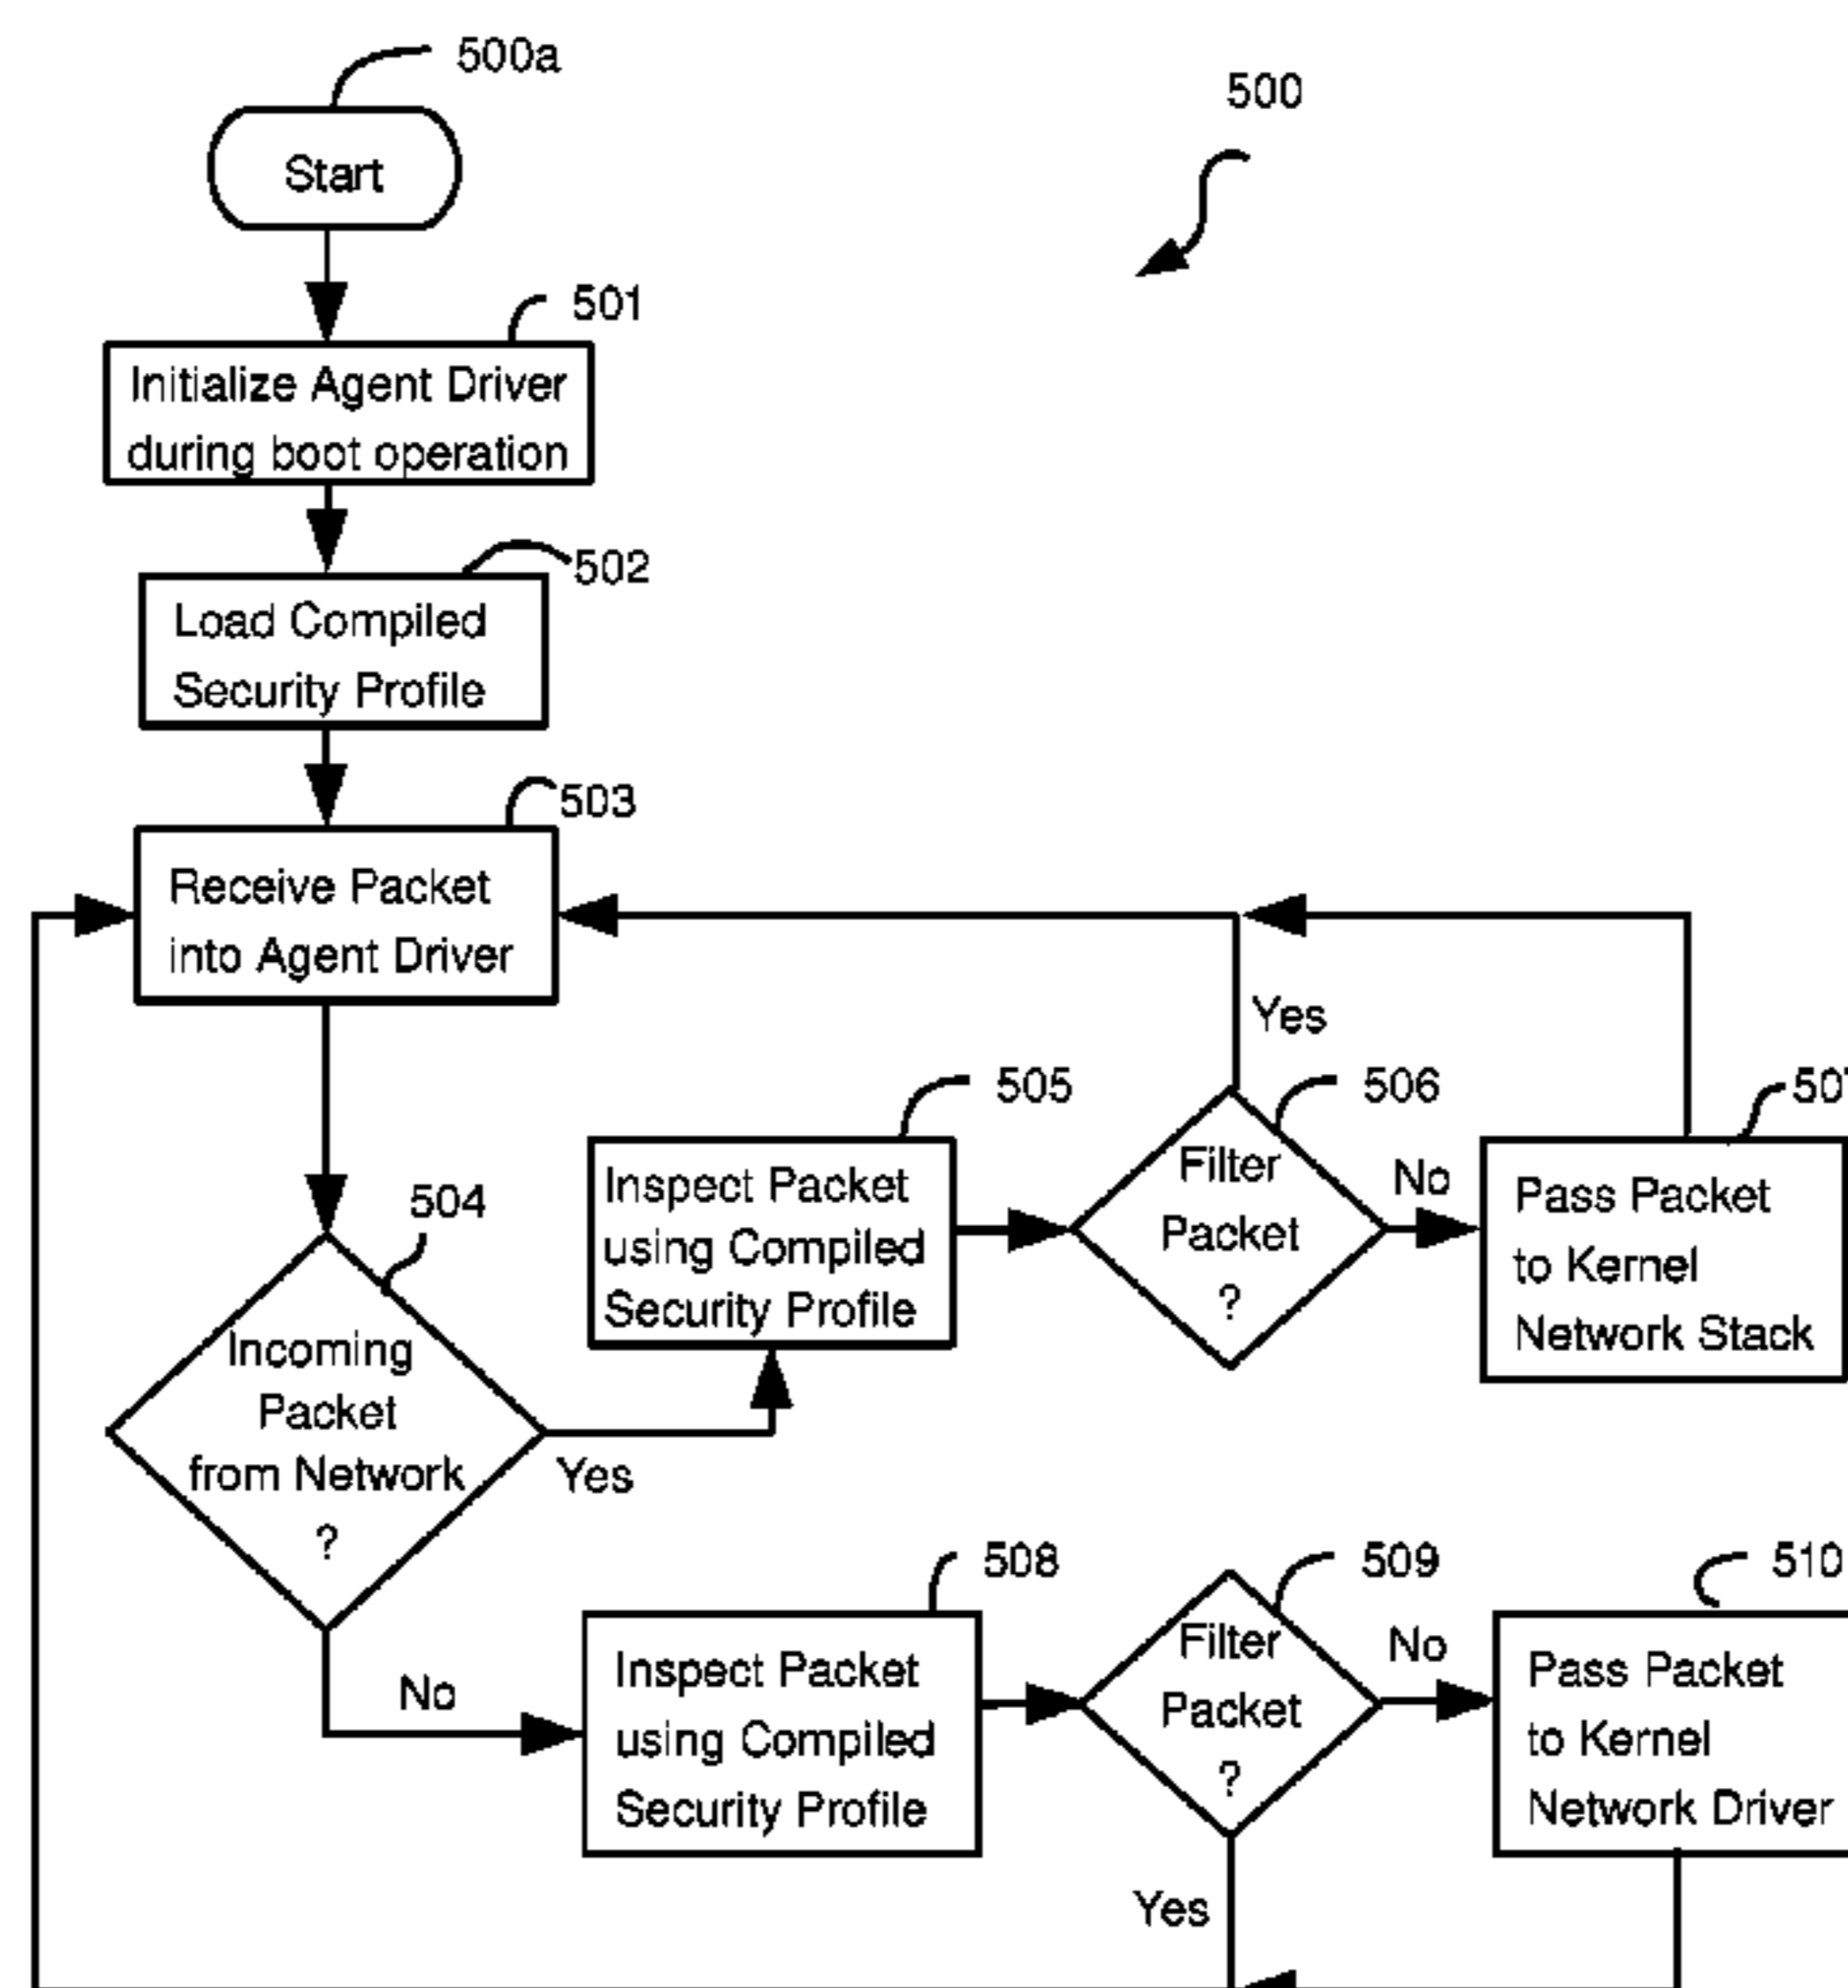 500a
500
Start
501
Initialize Agent Driver
during boot operation
502
Load Compiled
Security Profile
503
Receive Packet
into Agent Driver
Yes
504
Incoming
Packet
from Network
?
Yes
505
Inspect Packet
using Compiled
Security Profile
506
Filter
Packet
?
No
Pass Packet
to Kernel
Network Stack
No
508
Inspect Packet
using Compiled
Security Profile
509
Filter
Packet
?
No
510
Pass Packet
to Kernel
Network Driver
Yes